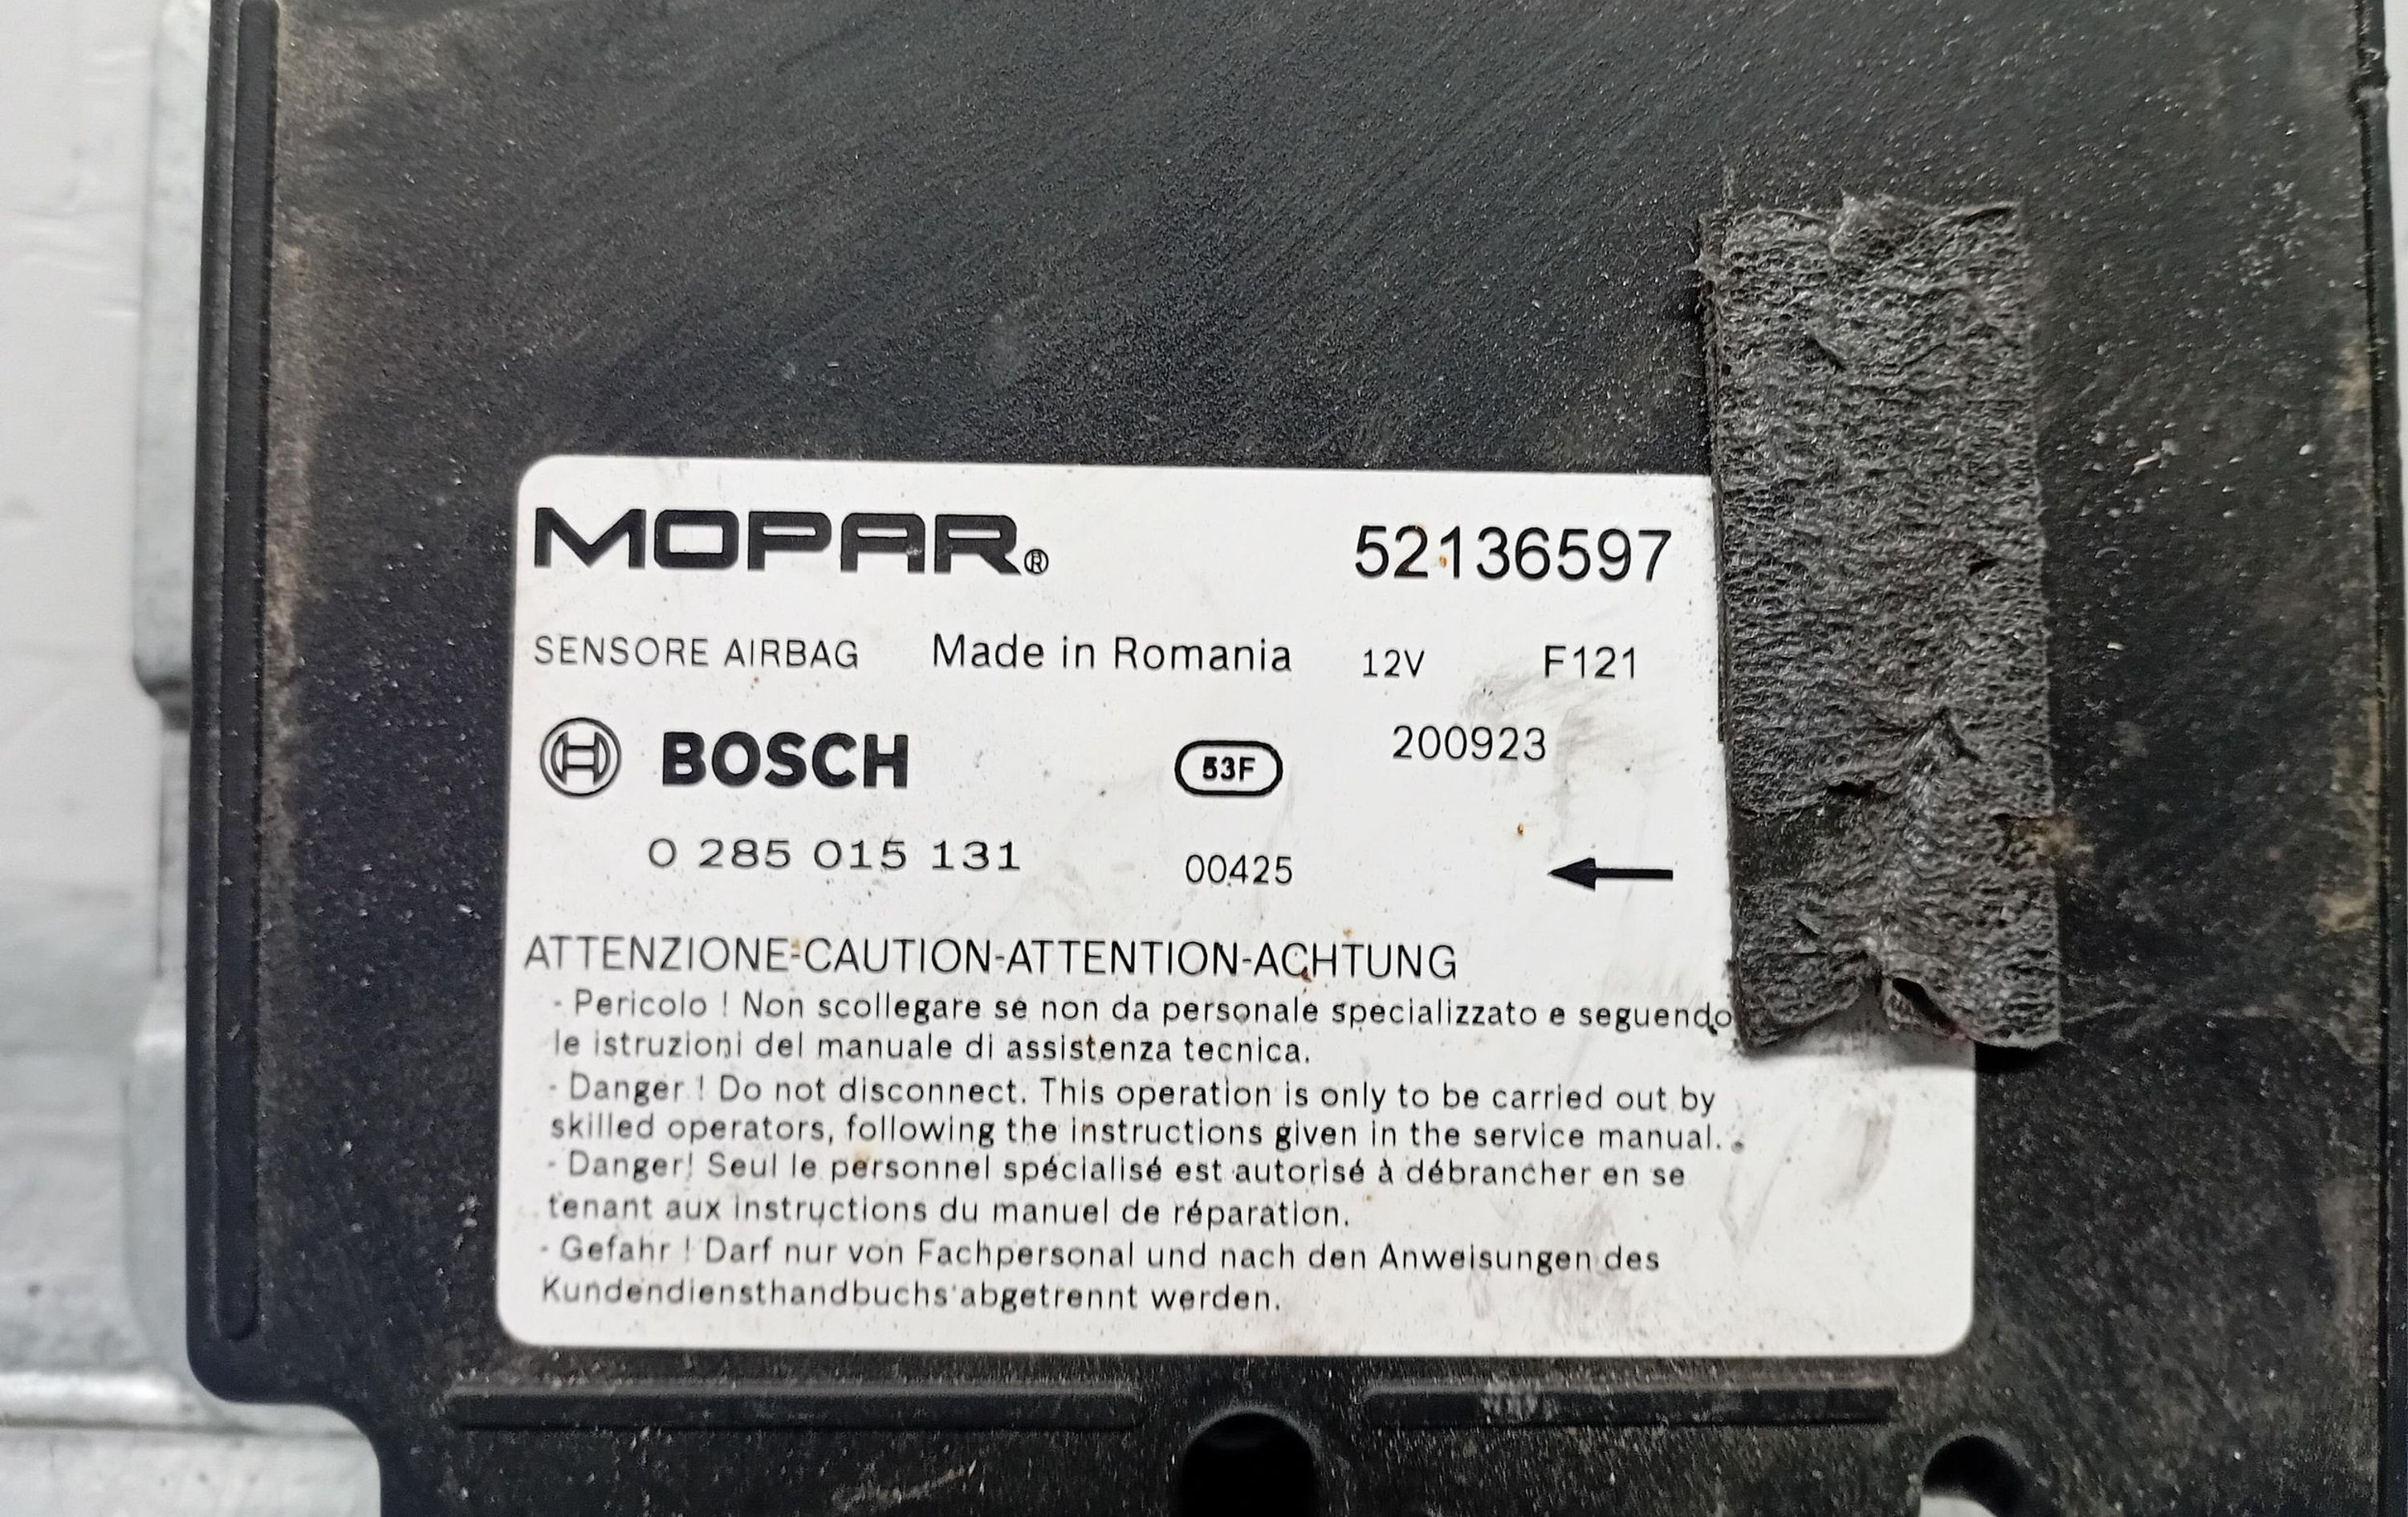 MOPAR® 52136597
SENSORE AIRBAG Made in Romania 12V F121
BOSCH 53F 200923
0 285 015 131 00425
ATTENZIONE-CAUTION-ATTENTION-ACHTUNG
- Pericolo ! Non scollegare se non da personale specializzato e seguendo
le istruzioni del manuale di assistenza tecnica.
- Danger ! Do not disconnect. This operation is only to be carried out by
skilled operators, following the instructions given in the service manual.
- Danger! Seul le personnel spécialisé est autorisé à débrancher en se
tenant aux instructions du manuel de réparation.
- Gefahr ! Darf nur von Fachpersonal und nach den Anweisungen des
Kundendiensthandbuchs abgetrennt werden.